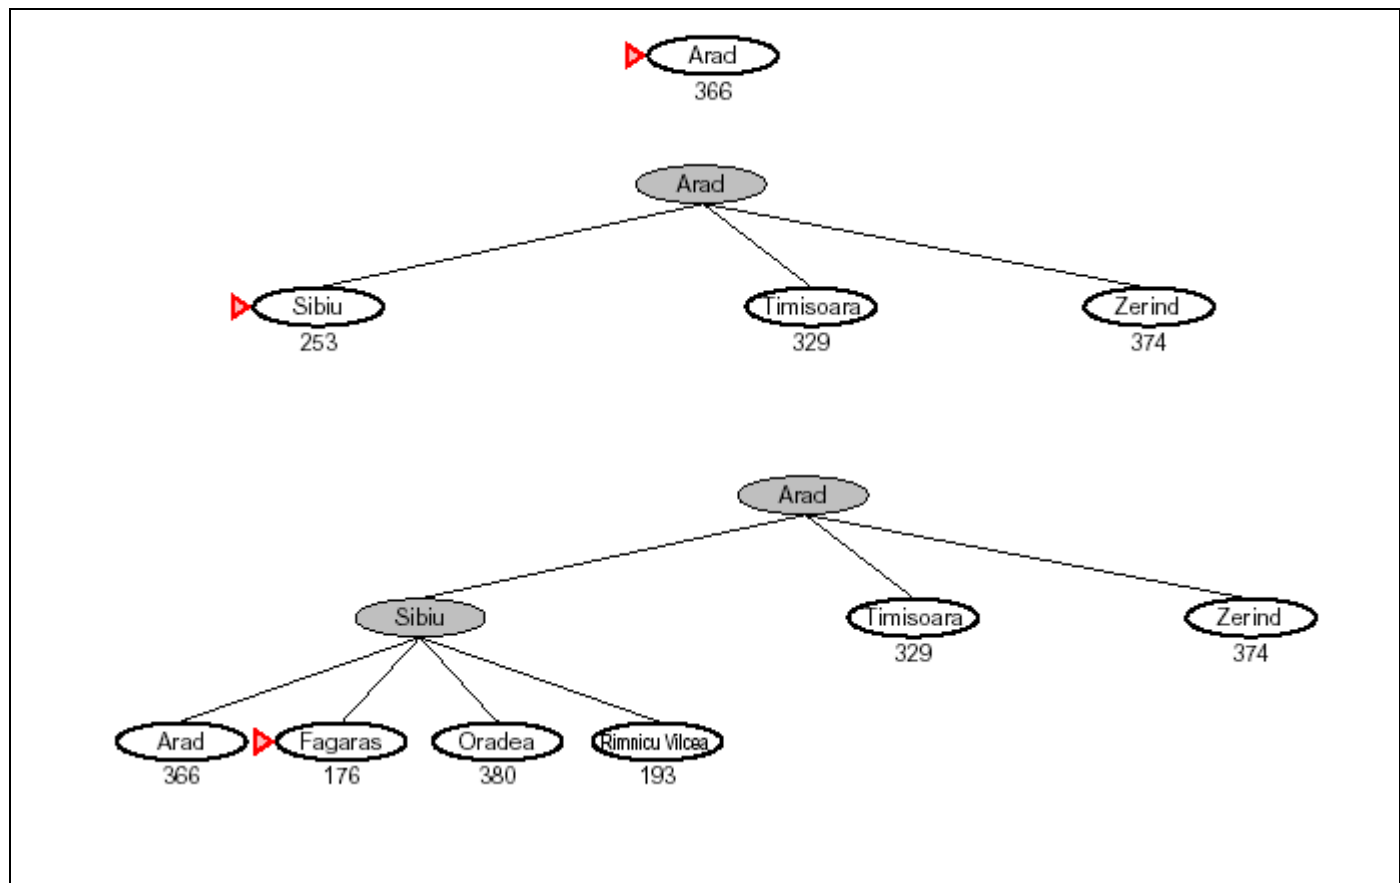 Arad
366
Arad
Sibiu Timisoara Zerind
253 329 374
Arad
Sibiu Timisoara Zerind
329 374
Arad Fagaras Oradea Rimnicu Vilcea
366 176 380 193